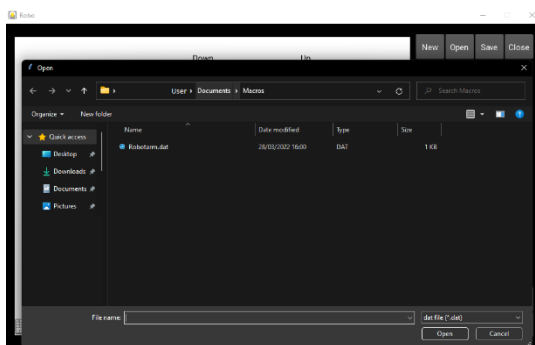 Robo
New Open Save Close
Down Up
Open
User › Documents › Macros
Search Macros
Organize New folder
Name Date modified Type Size
Quick access
Robotarm.dat 28/03/2022 16:00 DAT 1 KB
Desktop
Downloads
Documents
Pictures
File name: dat file (*.dat)
Open Cancel